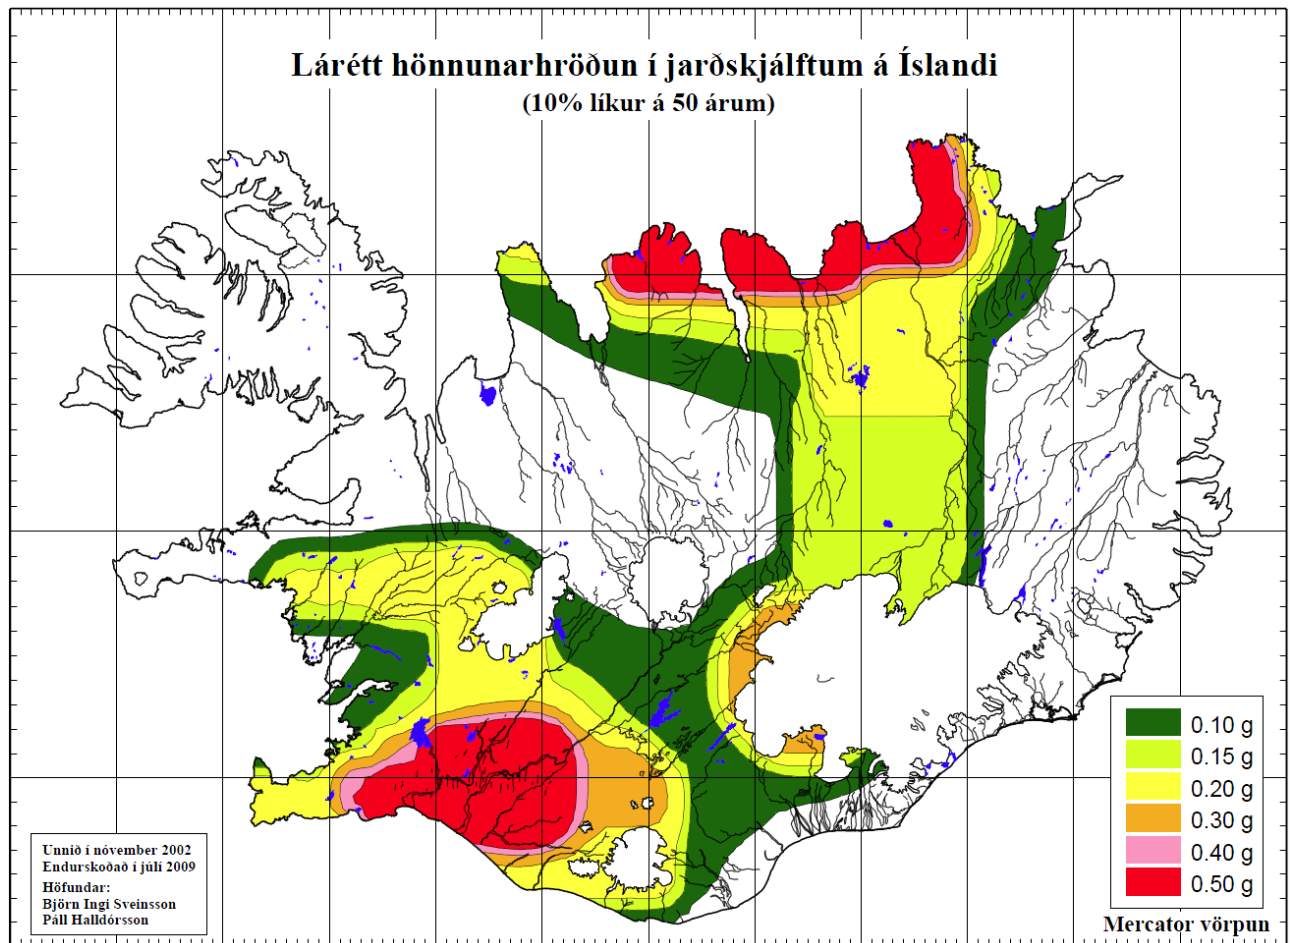 Lárétt hönnunarhröðun í jarðskjálftum á Íslandi
(10% líkur á 50 árum)
0.10 g
0.15 g
0.20 g
0.30 g
0.40 g
0.50 g
Mercator vörpun
Unnið í nóvember 2002
Endurskoðað í júlí 2009
Höfundar:
Björn Ingi Sveinsson
Páll Halldórsson